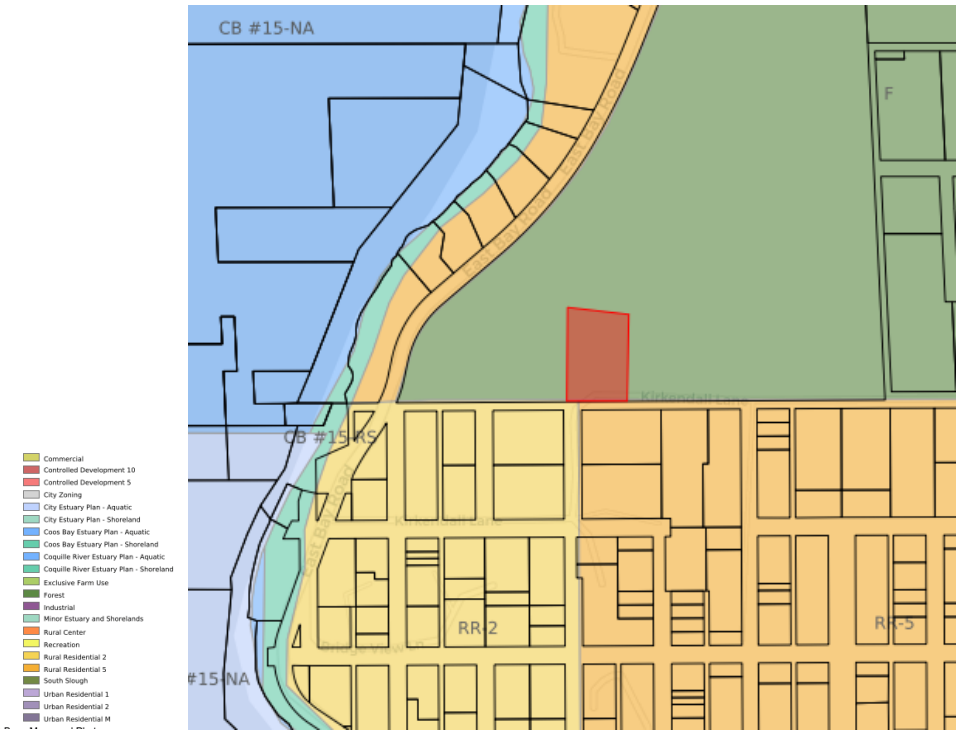 CB #15-NA
East Bay Road
F
East Bay Road
East Bay Road
Kirkendall Lane
CB #15-RS
Commercial
Controlled Development 10
Controlled Development 5
City Zoning
City Estuary Plan - Aquatic
City Estuary Plan - Shoreland
Coos Bay Estuary Plan - Aquatic
Coos Bay Estuary Plan - Shoreland
Coquille River Estuary Plan - Aquatic
Coquille River Estuary Plan - Shoreland
Exclusive Farm Use
Forest
Industrial
Minor Estuary and Shorelands
Rural Center
Recreation
Rural Residential 2
Rural Residential 5
South Slough
Urban Residential 1
Urban Residential 2
Urban Residential M
East Bay Road
Kirkendall Lane
RR-2
RR-5
Bridge View Ln
#15-NA